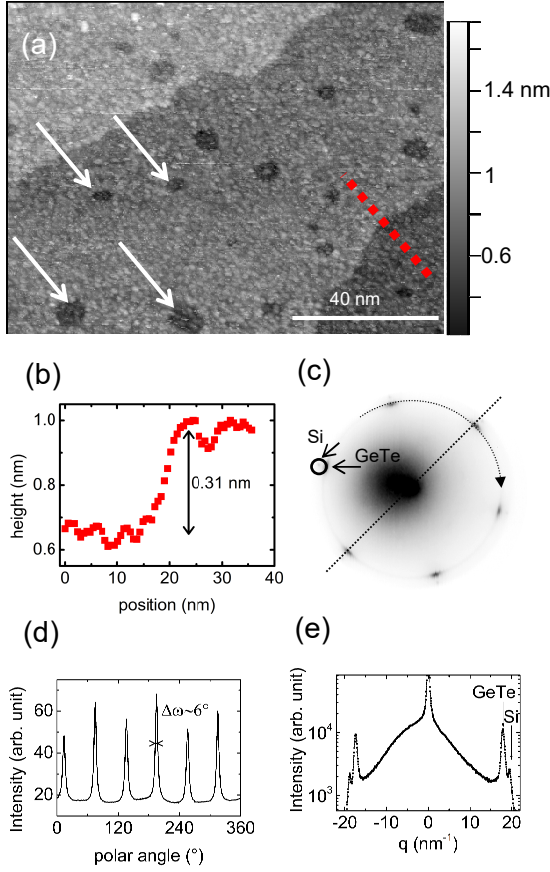 (a)
1.4 nm
1
0.6
40 nm
(b)
1.0
0.9
0.8
0.7
0.6
height (nm)
0.31 nm
0 10 20 30 40
position (nm)
(c)
Si
GeTe
(d)
60
40
20
Intensity (arb. unit)
Δω~6°
0 120 240 360
polar angle (°)
(e)
GeTe
Si
10⁴
10³
Intensity (arb. unit)
-20 -10 0 10 20
q (nm⁻¹)